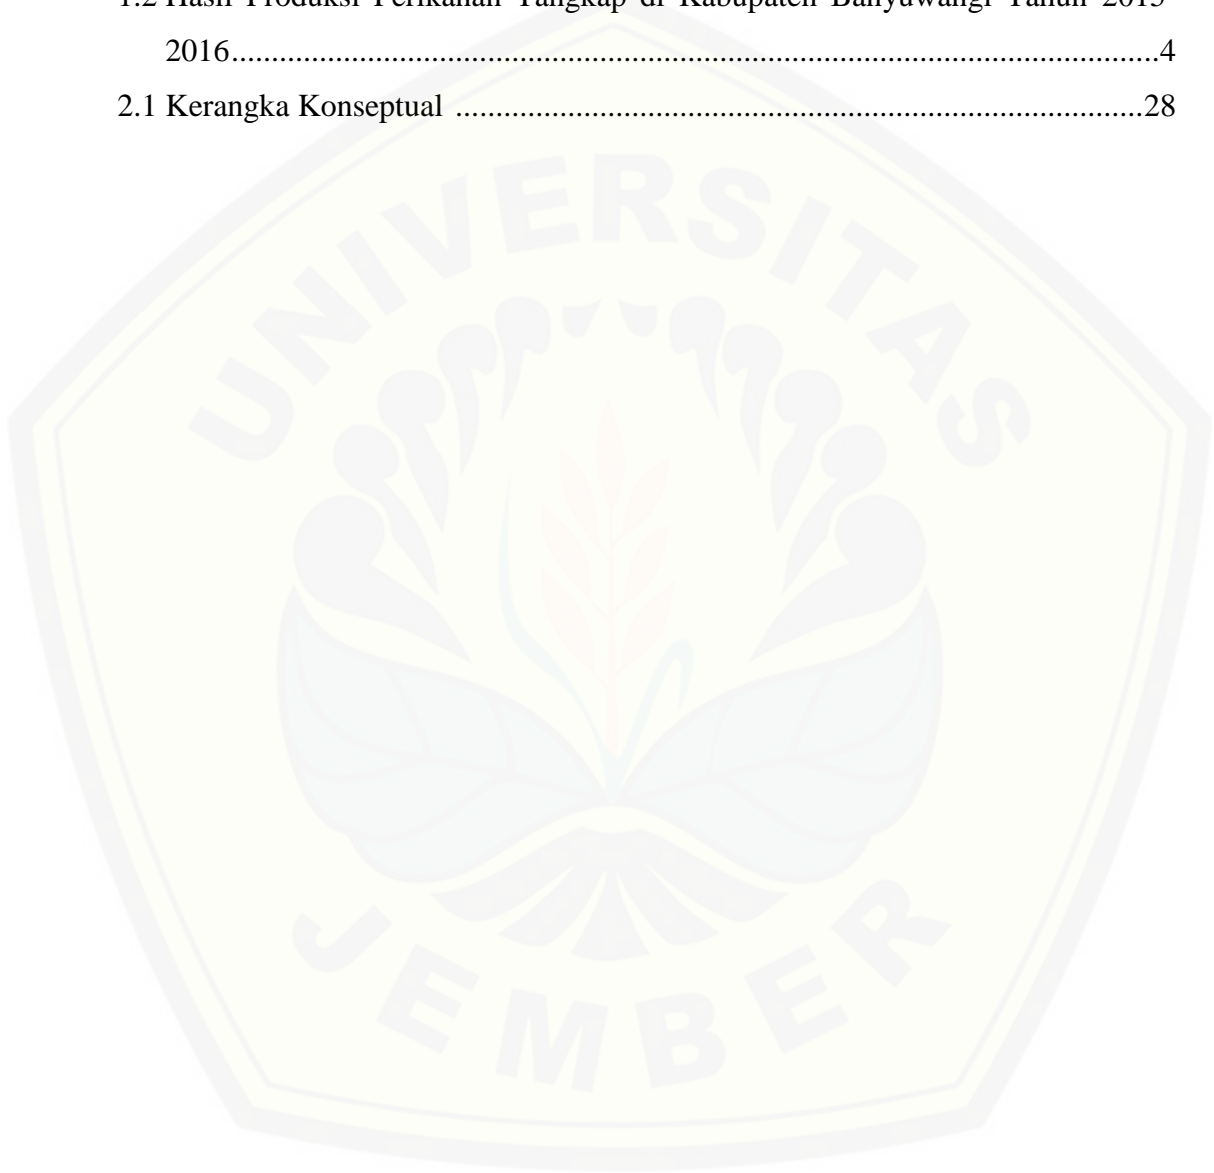 1.2 Hasil Produksi Perikanan Tangkap di Kabupaten Banyuwangi Tahun
2016....................................................................................................................4
2.1 Kerangka Konseptual ......................................................................................28
UNIVERSITAS
JEMBER